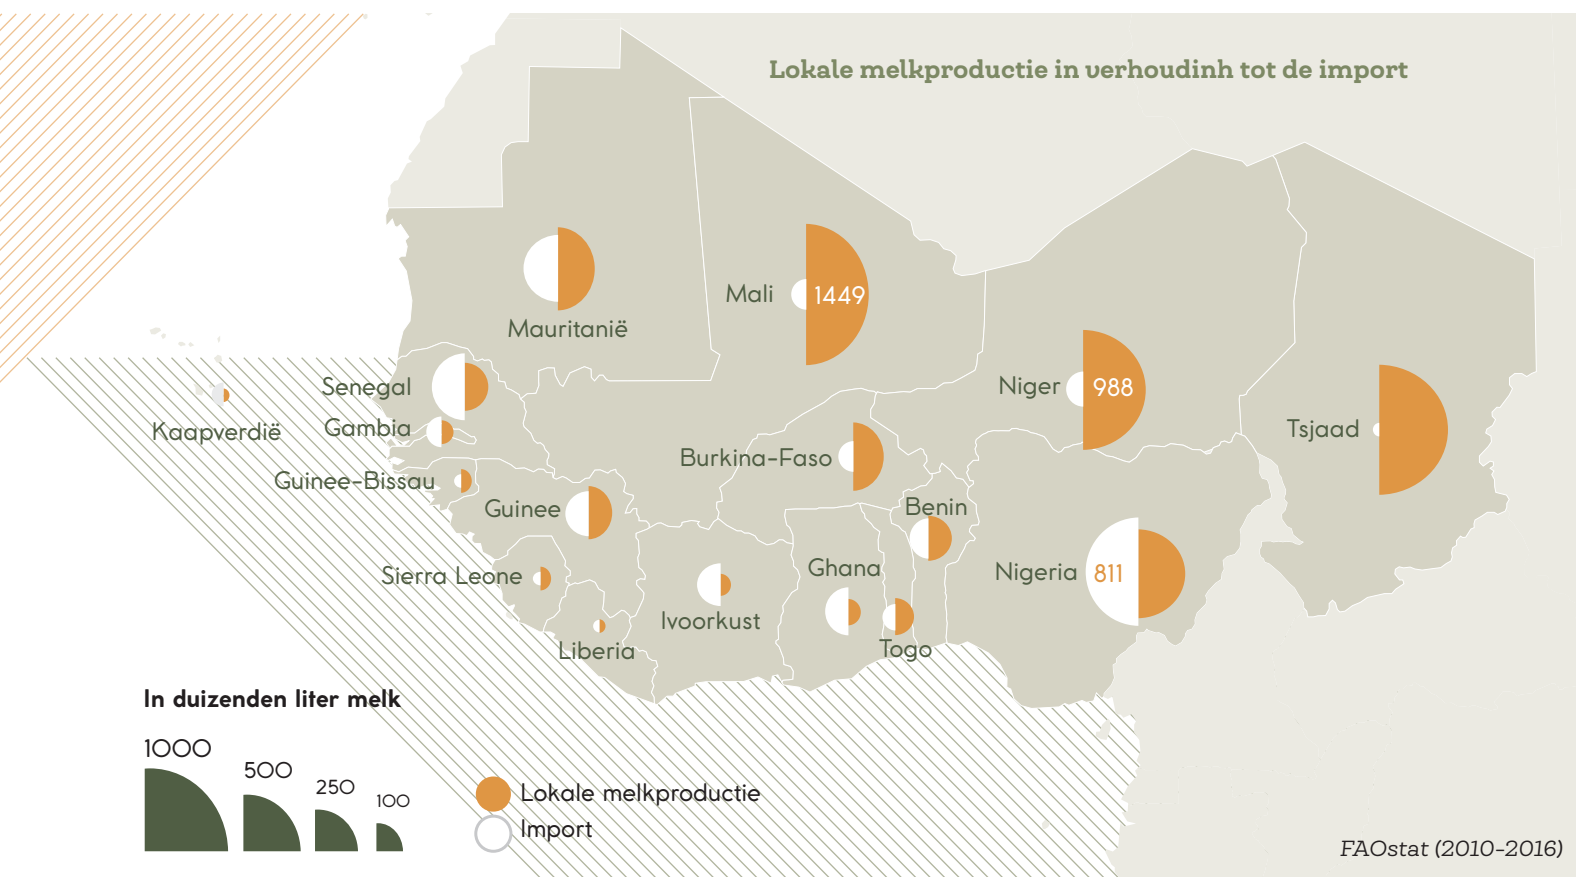 Lokale melkproductie in verhoudinh tot de import
Mauritanië
Mali
1449
Niger
988
Tsjaad
Senegal
Kaapverdië
Gambia
Burkina-Faso
Guinee-Bissau
Guinee
Benin
Sierra Leone
Ghana
Nigeria
811
Ivoorkust
Liberia
Togo
In duizenden liter melk
1000
500
250
100
Lokale melkproductie
Import
FAOstat (2010-2016)